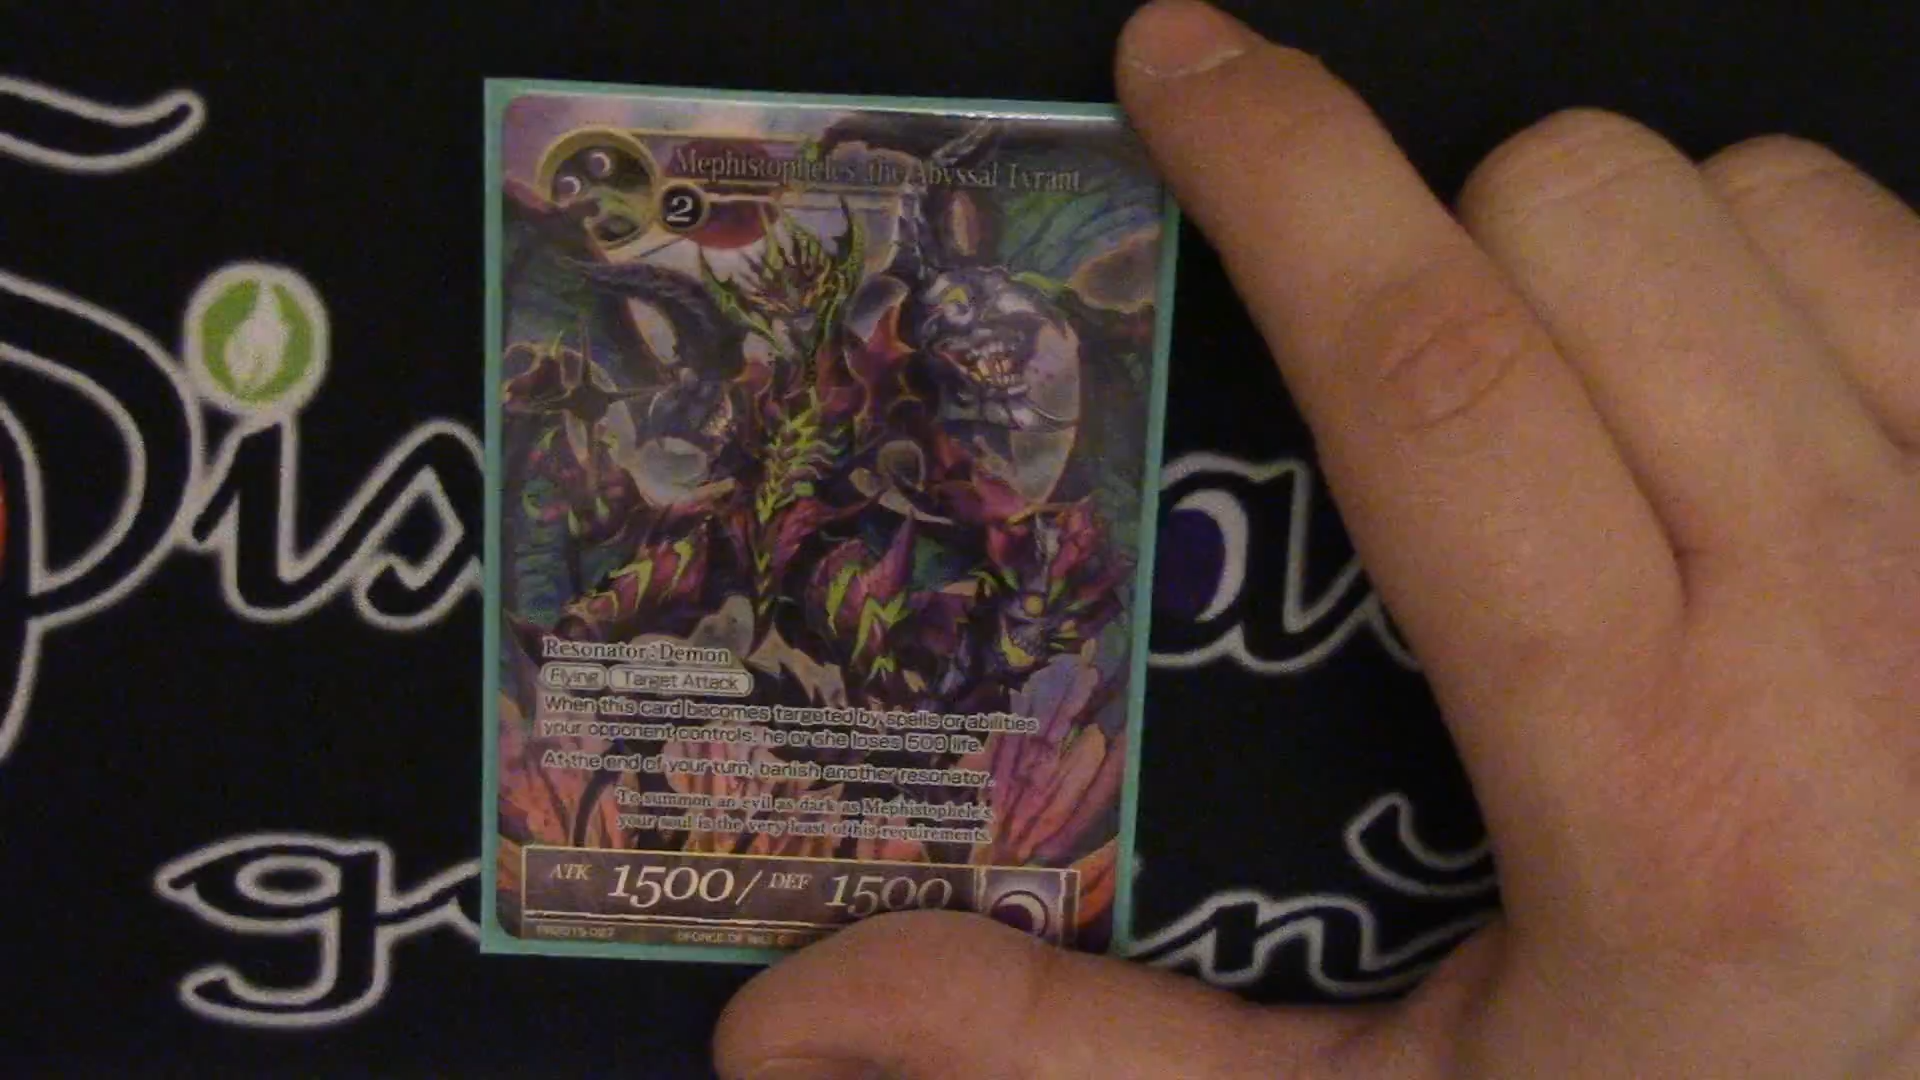 Mephistopheles, the Abyssal Tyrant
2
Resonator: Demon
Flying Target Attack
When this card becomes targeted by spells or abilities
your opponent controls, he or she loses 500 life.
At the end of your turn, banish another resonator.
To summon an evil as dark as Mephistophele's,
your soul is the very least of his requirements.
ATK 1500/ DEF 1500